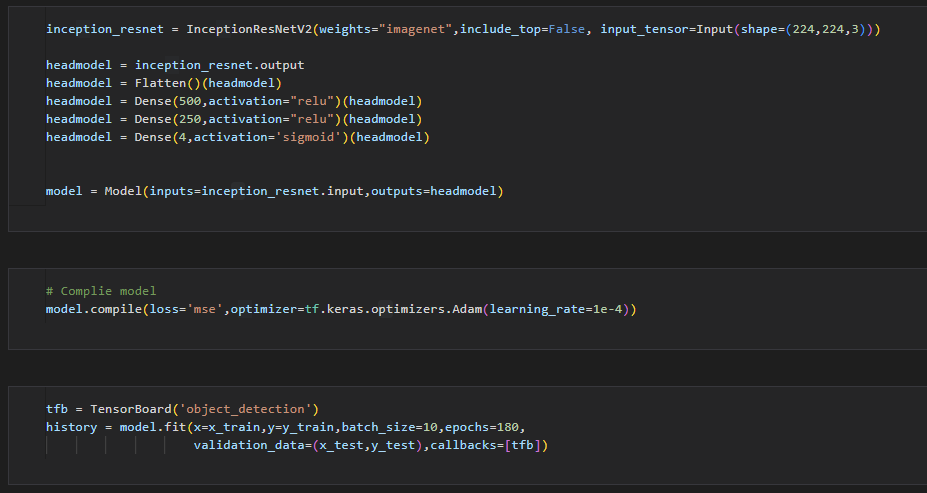 inception_resnet = InceptionResNetV2(weights="imagenet",include_top=False, input_tensor=Input(shape=(224,224,3)))
headmodel = inception_resnet.output
headmodel = Flatten()(headmodel)
headmodel = Dense(500,activation="relu")(headmodel)
headmodel = Dense(250,activation="relu")(headmodel)
headmodel = Dense(4,activation='sigmoid')(headmodel)
model = Model(inputs=inception_resnet.input,outputs=headmodel)
# Complie model
model.compile(loss='mse',optimizer=tf.keras.optimizers.Adam(learning_rate=1e-4))
tfb = TensorBoard('object_detection')
history = model.fit(x=x_train,y=y_train,batch_size=10,epochs=180,
validation_data=(x_test,y_test),callbacks=[tfb])